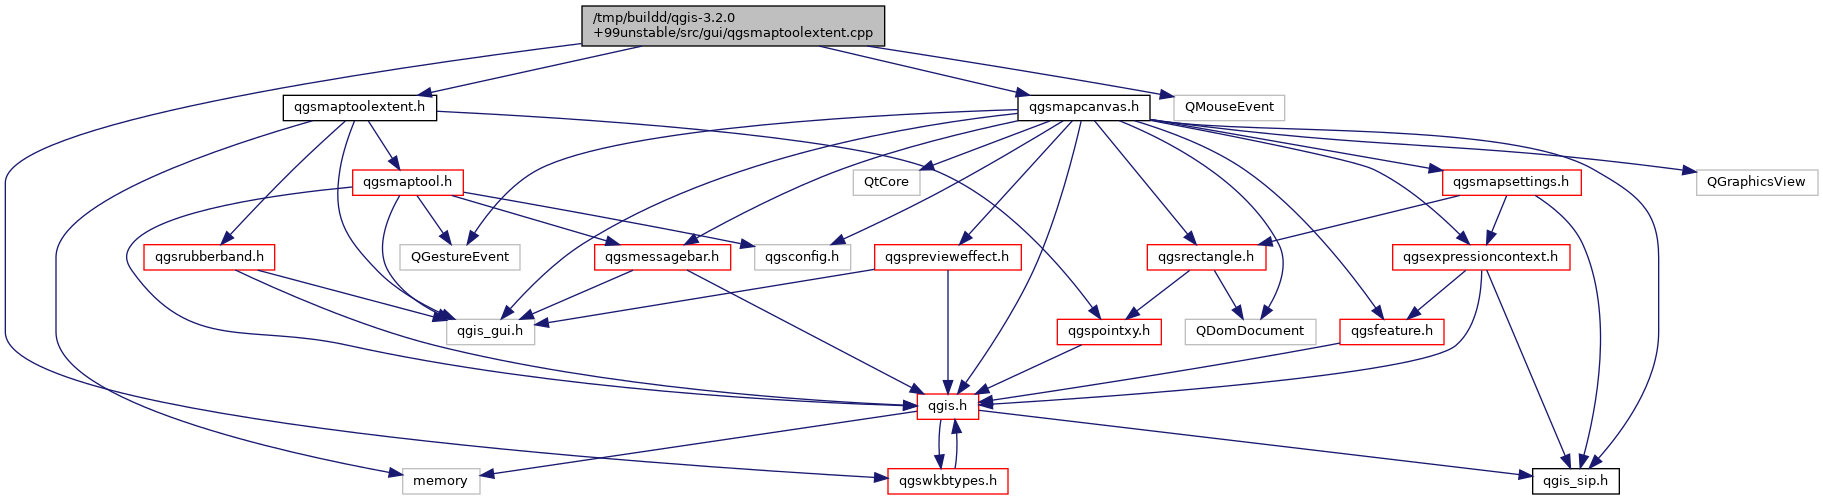 /tmp/buildd/qgis-3.2.0
+99unstable/src/gui/qgsmaptoolextent.cpp
qgsmaptoolextent.h
qgsmapcanvas.h
QMouseEvent
qgsmaptool.h
QtCore
qgsmapsettings.h
QGraphicsView
qgsrubberband.h
QGestureEvent
qgsmessagebar.h
qgsconfig.h
qgsprevieweffect.h
qgsrectangle.h
qgsexpressioncontext.h
qgis_gui.h
qgspointxy.h
QDomDocument
qgsfeature.h
qgis.h
memory
qgswkbtypes.h
qgis_sip.h